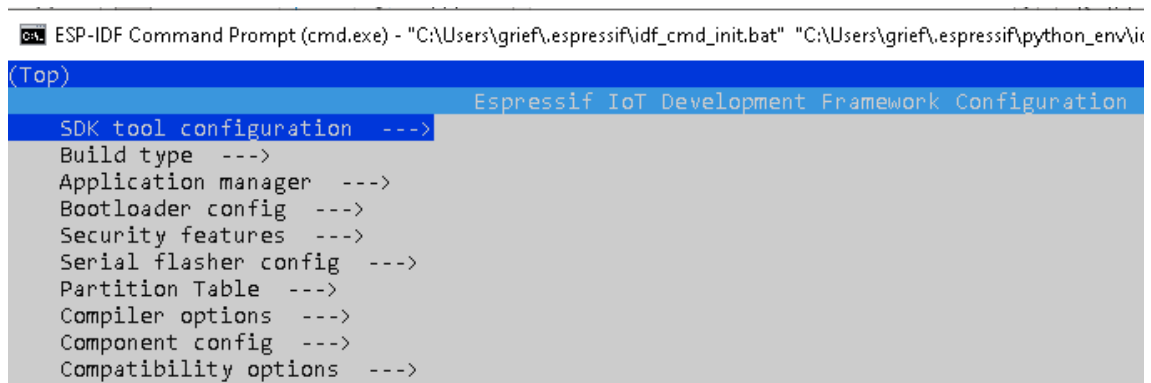 ESP-IDF Command Prompt (cmd.exe) - "C:\Users\grief\.espressif\idf_cmd_init.bat" "C:\Users\grief\.espressif\python_env\
(Top)
Espressif IoT Development Framework Configuration
SDK tool configuration --->
Build type --->
Application manager --->
Bootloader config --->
Security features --->
Serial flasher config --->
Partition Table --->
Compiler options --->
Component config --->
Compatibility options --->